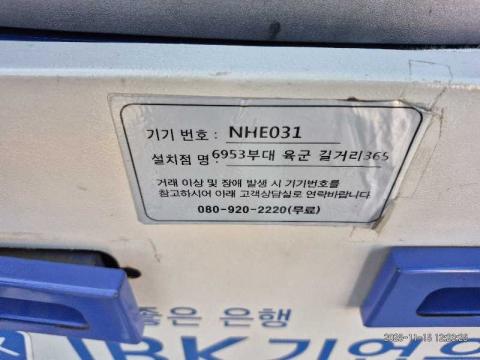 기기 번호 : NHE031
설치점 명 : 6953부대 육군 길거리365
거래 이상 및 장애 발생 시 기기번호를
참고하시어 아래 고객상담실로 연락바랍니다.
080-920-2220(무료)
좋은 은행
IBK기업은